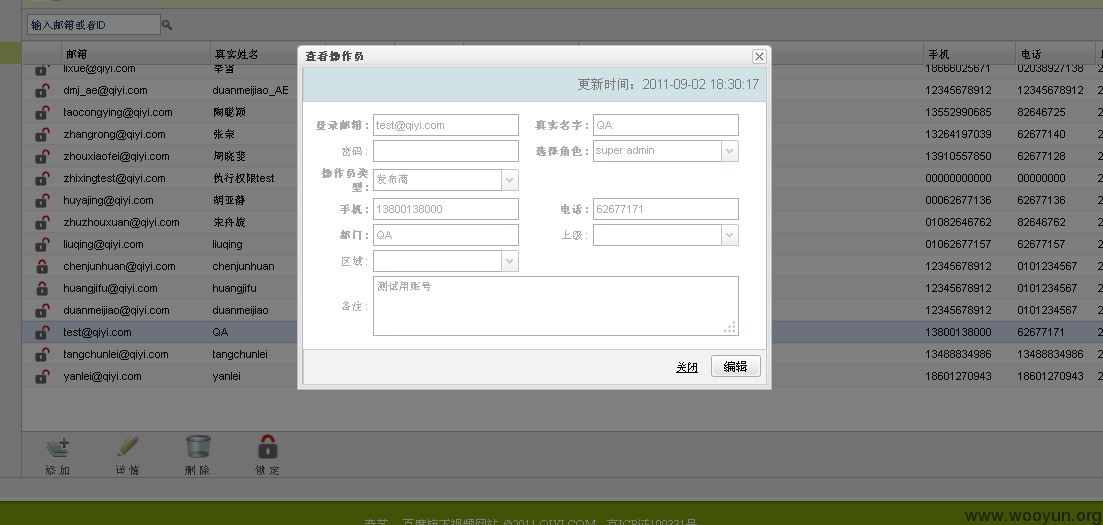 输入邮箱或者ID
邮箱 真实姓名 手机 电话
lixue@qiyi.com 李雪 18666025671 02038927138
dmj_ae@qiyi.com duanmeijiao_AE 12345678912 12345678912
taocongying@qiyi.com 陶聪颖 13552990685 82646725
zhangrong@qiyi.com 张荣 13264197039 62677140
zhouxiaofei@qiyi.com 周晓斐 13910557850 62677128
zhixingtest@qiyi.com 执行权限test 00000000000 00000000
huyajing@qiyi.com 胡亚静 00062677136 62677136
zhuzhouxuan@qiyi.com 朱舟旋 01082646762 82646762
liuqing@qiyi.com liuqing 01062677157 62677157
chenjunhuan@qiyi.com chenjunhuan 12345678912 0101234567
huangjifu@qiyi.com huangjifu 12345678912 0101234567
duanmeijiao@qiyi.com duanmeijiao 12345678912 0101234567
test@qiyi.com QA 13800138000 62677171
tangchunlei@qiyi.com tangchunlei 13488834986 13488834986
yanlei@qiyi.com yanlei 18601270943 18601270943
查看操作员
更新时间：2011-09-02 18:30:17
登录邮箱: test@qiyi.com 真实名字: QA
密码: 选择角色: super admin
操作员类型: 发布商
手机: 13800138000 电话: 62677171
部门: QA 上级:
区域:
备注: 测试用账号
关闭 编辑
添加 详情 删除 锁定
奇艺 百度旗下视频网站 ©2011 QIYI.COM 京ICP证100331号
www.wooyun.org